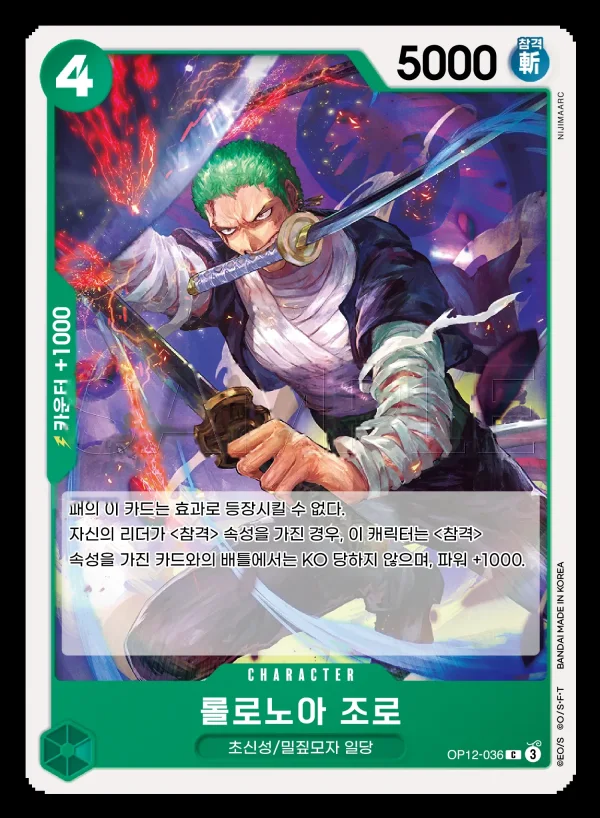 4
5000
참격
斬
NIJIMAARC
⚡카운터 +1000
SAMPLE
패의 이 카드는 효과로 등장시킬 수 없다.
자신의 리더가 <참격> 속성을 가진 경우, 이 캐릭터는 <참격>
속성을 가진 카드와의 배틀에서는 KO 당하지 않으며, 파워 +1000.
CHARACTER
롤로노아 조로
초신성/밀짚모자 일당
OP12-036 C 3
©EO/S ©O/S·F·T BANDAI MADE IN KOREA